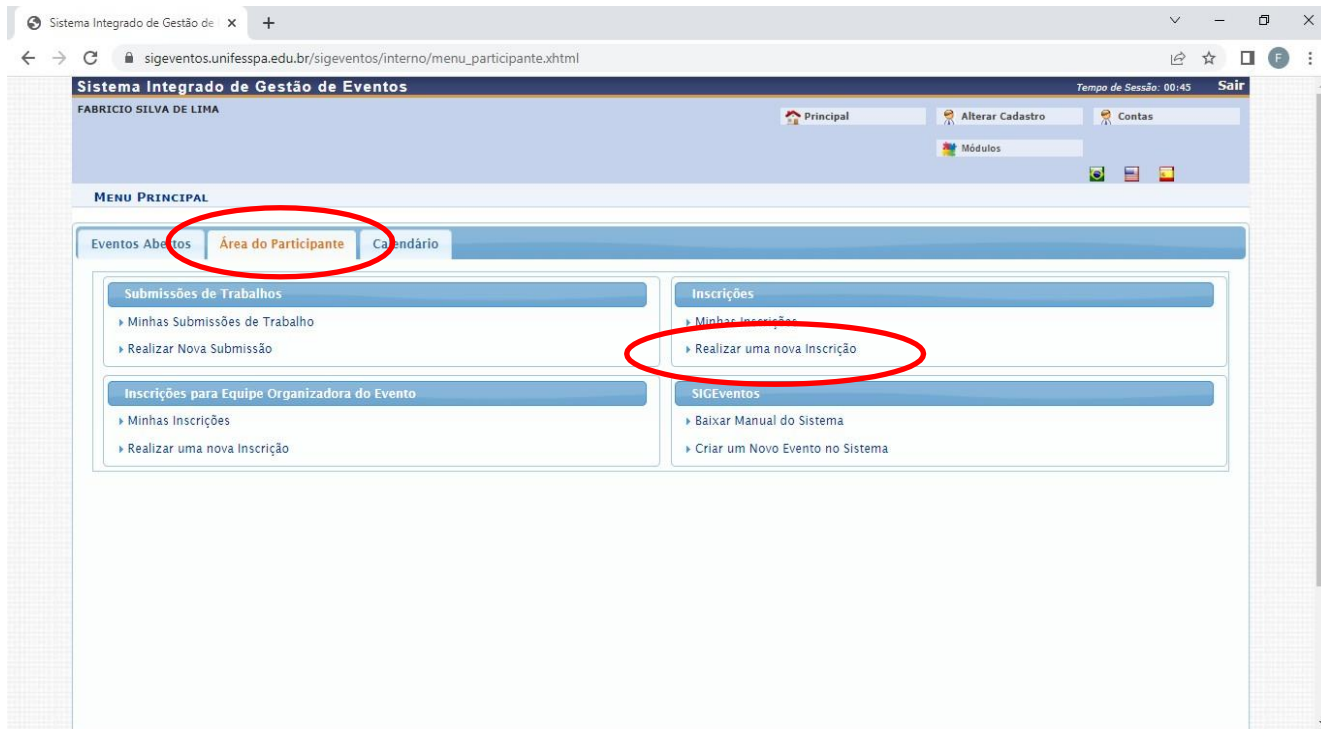 Sistema Integrado de Gestão de
sigeventos.unifesspa.edu.br/sigeventos/interno/menu_participante.xhtml
F
Sistema Integrado de Gestão de Eventos
Tempo de Sessão: 00:45 Sair
FABRICIO SILVA DE LIMA
Principal
Alterar Cadastro
Contas
Módulos
MENU PRINCIPAL
Eventos Abertos Área do Participante Calendário
Submissões de Trabalhos
Minhas Submissões de Trabalho
Realizar Nova Submissão
Inscrições
Minhas Inscrições
Realizar uma nova Inscrição
Inscrições para Equipe Organizadora do Evento
Minhas Inscrições
Realizar uma nova Inscrição
SIGEventos
Baixar Manual do Sistema
Criar um Novo Evento no Sistema